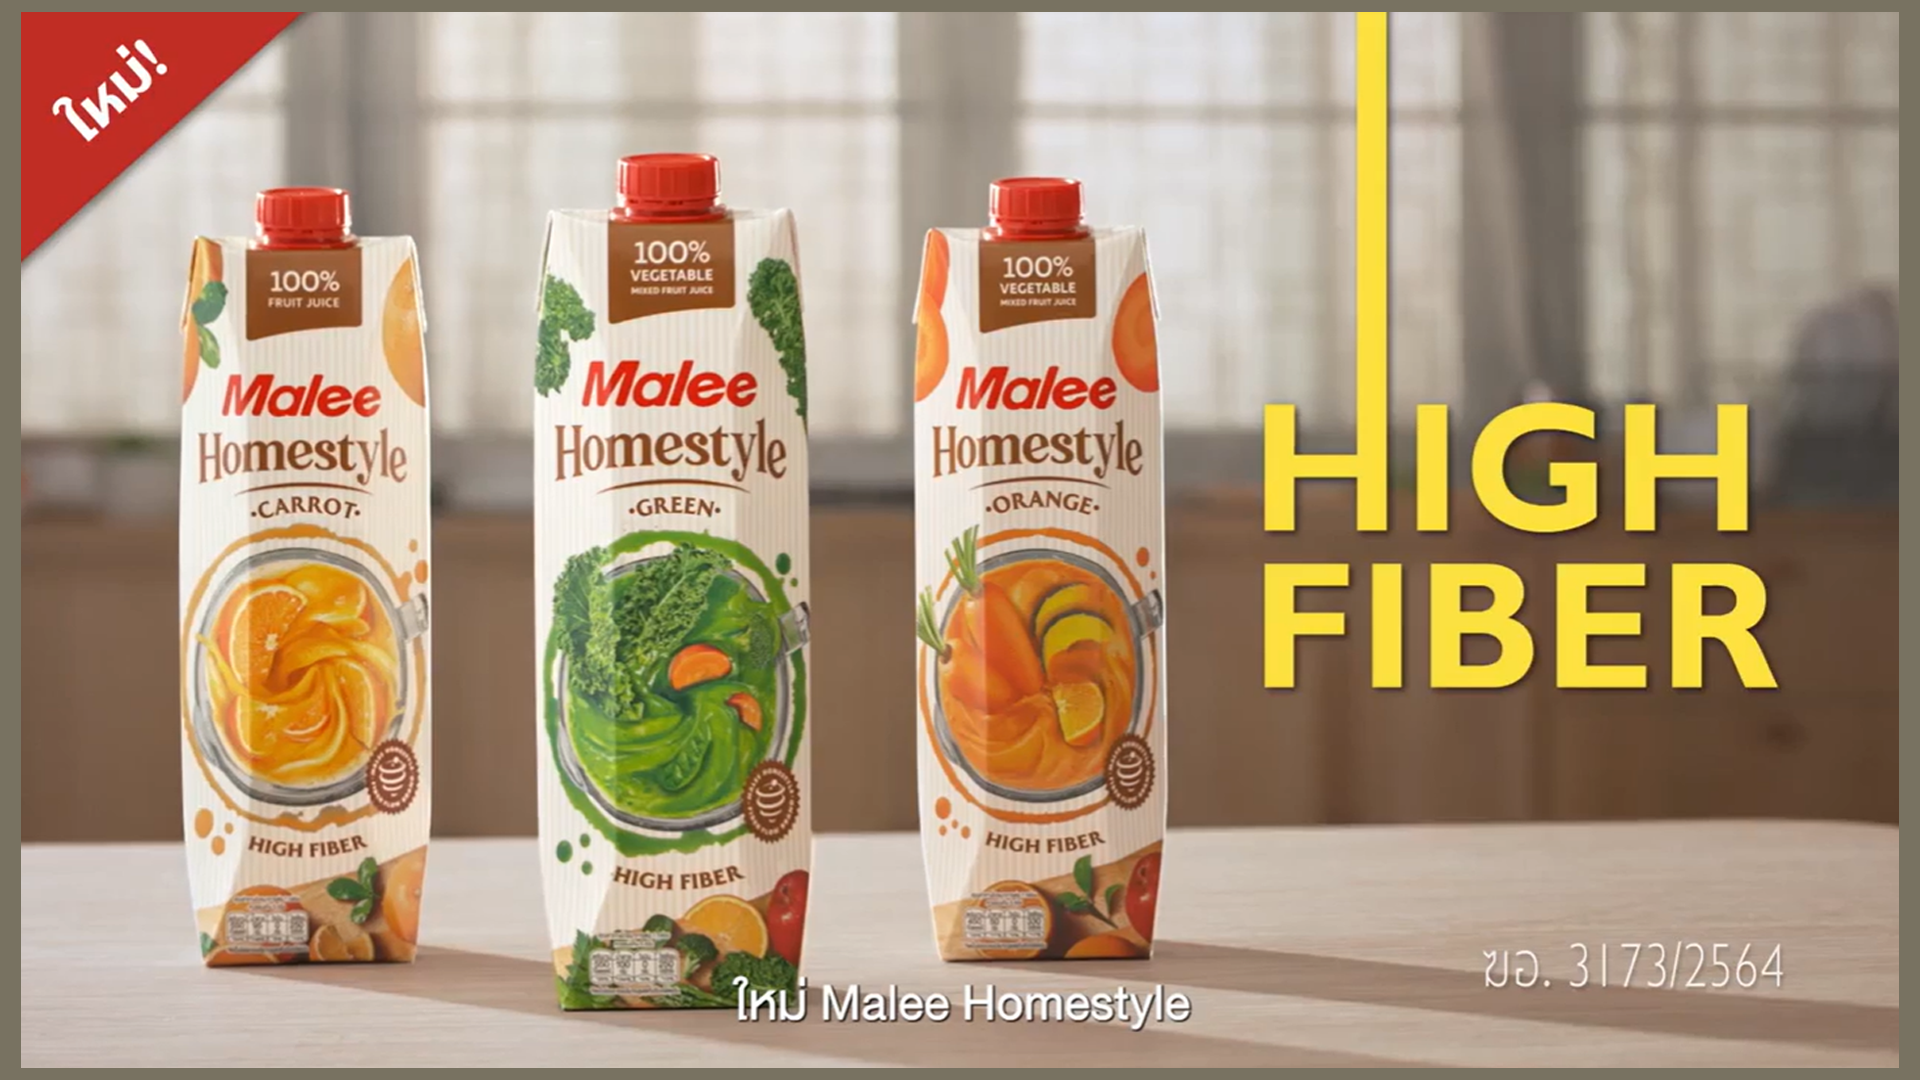 ใหม่!
100%
FRUIT JUICE
Malee
Homestyle
·CARROT·
HIGH FIBER
100%
VEGETABLE
MIXED FRUIT JUICE
Malee
Homestyle
·GREEN·
HIGH FIBER
100%
VEGETABLE
MIXED FRUIT JUICE
Malee
Homestyle
·ORANGE·
HIGH FIBER
HIGH
FIBER
ฆอ. 3173/2564
ใหม่ Malee Homestyle